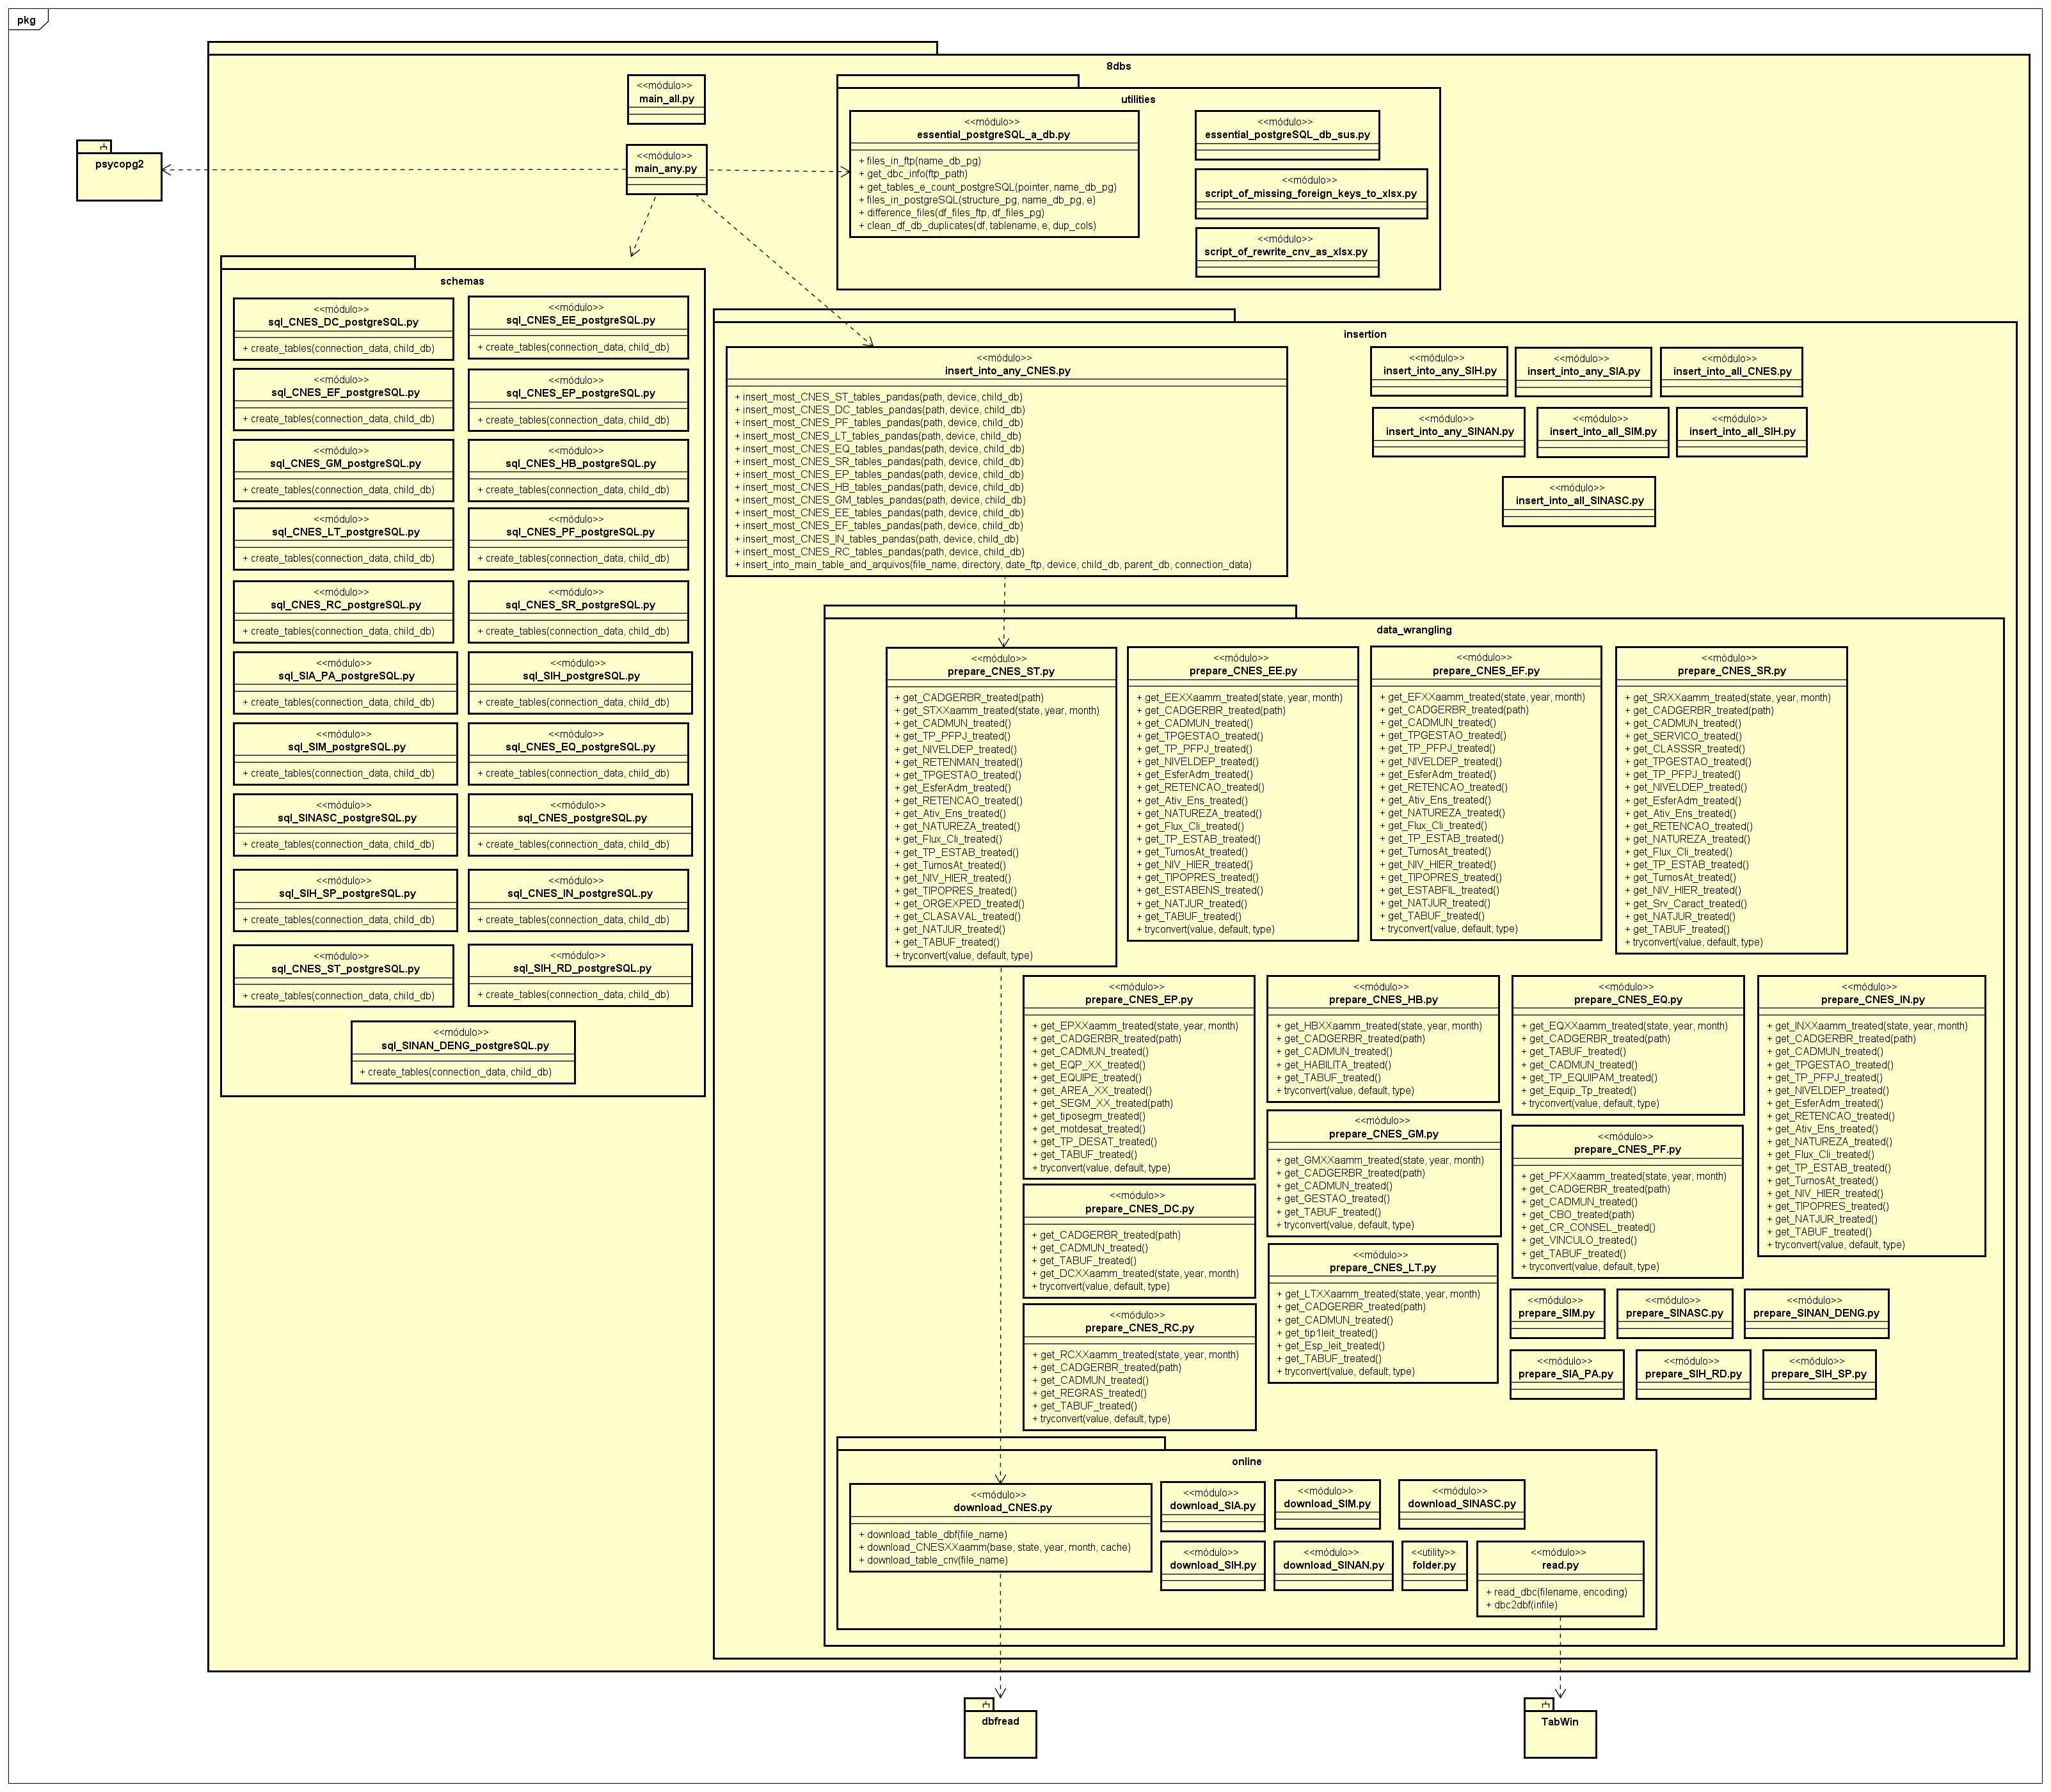 pkg
8dbs
<<módulo>>
main_all.py
<<módulo>>
main_any.py
psycopg2
utilities
<<módulo>>
essential_postgreSQL_a_db.py
+ files_in_ftp(name_db_pg)
+ get_dbc_info(ftp_path)
+ get_tables_e_count_postgreSQL(pointer, name_db_pg)
+ files_in_postgreSQL(structure_pg, name_db_pg, e)
+ difference_files(df_files_ftp, df_files_pg)
+ clean_df_db_duplicates(df, tablename, e, dup_cols)
<<módulo>>
essential_postgreSQL_db_sus.py
<<módulo>>
script_of_missing_foreign_keys_to_xlsx.py
<<módulo>>
script_of_rewrite_cnv_as_xlsx.py
schemas
<<módulo>>
sql_CNES_DC_postgreSQL.py
+ create_tables(connection_data, child_db)
<<módulo>>
sql_CNES_EE_postgreSQL.py
+ create_tables(connection_data, child_db)
<<módulo>>
sql_CNES_EF_postgreSQL.py
+ create_tables(connection_data, child_db)
<<módulo>>
sql_CNES_EP_postgreSQL.py
+ create_tables(connection_data, child_db)
<<módulo>>
sql_CNES_GM_postgreSQL.py
+ create_tables(connection_data, child_db)
<<módulo>>
sql_CNES_HB_postgreSQL.py
+ create_tables(connection_data, child_db)
<<módulo>>
sql_CNES_LT_postgreSQL.py
+ create_tables(connection_data, child_db)
<<módulo>>
sql_CNES_PF_postgreSQL.py
+ create_tables(connection_data, child_db)
<<módulo>>
sql_CNES_RC_postgreSQL.py
+ create_tables(connection_data, child_db)
<<módulo>>
sql_CNES_SR_postgreSQL.py
+ create_tables(connection_data, child_db)
<<módulo>>
sql_SIA_PA_postgreSQL.py
+ create_tables(connection_data, child_db)
<<módulo>>
sql_SIH_postgreSQL.py
+ create_tables(connection_data, child_db)
<<módulo>>
sql_SIM_postgreSQL.py
+ create_tables(connection_data, child_db)
<<módulo>>
sql_CNES_EQ_postgreSQL.py
+ create_tables(connection_data, child_db)
<<módulo>>
sql_SINASC_postgreSQL.py
+ create_tables(connection_data, child_db)
<<módulo>>
sql_CNES_postgreSQL.py
+ create_tables(connection_data, child_db)
<<módulo>>
sql_SIH_SP_postgreSQL.py
+ create_tables(connection_data, child_db)
<<módulo>>
sql_CNES_IN_postgreSQL.py
+ create_tables(connection_data, child_db)
<<módulo>>
sql_CNES_ST_postgreSQL.py
+ create_tables(connection_data, child_db)
<<módulo>>
sql_SIH_RD_postgreSQL.py
+ create_tables(connection_data, child_db)
<<módulo>>
sql_SINAN_DENG_postgreSQL.py
+ create_tables(connection_data, child_db)
insertion
<<módulo>>
insert_into_any_CNES.py
+ insert_most_CNES_ST_tables_pandas(path, device, child_db)
+ insert_most_CNES_DC_tables_pandas(path, device, child_db)
+ insert_most_CNES_PF_tables_pandas(path, device, child_db)
+ insert_most_CNES_LT_tables_pandas(path, device, child_db)
+ insert_most_CNES_EQ_tables_pandas(path, device, child_db)
+ insert_most_CNES_SR_tables_pandas(path, device, child_db)
+ insert_most_CNES_EP_tables_pandas(path, device, child_db)
+ insert_most_CNES_HB_tables_pandas(path, device, child_db)
+ insert_most_CNES_GM_tables_pandas(path, device, child_db)
+ insert_most_CNES_EE_tables_pandas(path, device, child_db)
+ insert_most_CNES_EF_tables_pandas(path, device, child_db)
+ insert_most_CNES_IN_tables_pandas(path, device, child_db)
+ insert_most_CNES_RC_tables_pandas(path, device, child_db)
+ insert_into_main_table_and_arquivos(file_name, directory, date_ftp, device, child_db, parent_db, connection_data)
<<módulo>>
insert_into_any_SIH.py
<<módulo>>
insert_into_any_SIA.py
<<módulo>>
insert_into_all_CNES.py
<<módulo>>
insert_into_any_SINAN.py
<<módulo>>
insert_into_all_SIM.py
<<módulo>>
insert_into_all_SIH.py
<<módulo>>
insert_into_all_SINASC.py
data_wrangling
<<módulo>>
prepare_CNES_ST.py
+ get_CADGERBR_treated(path)
+ get_STXXaamm_treated(state, year, month)
+ get_CADMUN_treated()
+ get_TP_PFPJ_treated()
+ get_NIVELDEP_treated()
+ get_RETENMAN_treated()
+ get_TPGESTAO_treated()
+ get_EsferAdm_treated()
+ get_RETENCAO_treated()
+ get_Ativ_Ens_treated()
+ get_NATUREZA_treated()
+ get_Flux_Cli_treated()
+ get_TP_ESTAB_treated()
+ get_TurnosAt_treated()
+ get_NIV_HIER_treated()
+ get_TIPOPRES_treated()
+ get_ORGEXPED_treated()
+ get_CLASAVAL_treated()
+ get_NATJUR_treated()
+ get_TABUF_treated()
+ tryconvert(value, default, type)
<<módulo>>
prepare_CNES_EE.py
+ get_EEXXaamm_treated(state, year, month)
+ get_CADGERBR_treated(path)
+ get_CADMUN_treated()
+ get_TPGESTAO_treated()
+ get_TP_PFPJ_treated()
+ get_NIVELDEP_treated()
+ get_EsferAdm_treated()
+ get_RETENCAO_treated()
+ get_Ativ_Ens_treated()
+ get_NATUREZA_treated()
+ get_Flux_Cli_treated()
+ get_TP_ESTAB_treated()
+ get_TurnosAt_treated()
+ get_NIV_HIER_treated()
+ get_TIPOPRES_treated()
+ get_ESTABENS_treated()
+ get_NATJUR_treated()
+ get_TABUF_treated()
+ tryconvert(value, default, type)
<<módulo>>
prepare_CNES_EF.py
+ get_EFXXaamm_treated(state, year, month)
+ get_CADGERBR_treated(path)
+ get_CADMUN_treated()
+ get_TPGESTAO_treated()
+ get_TP_PFPJ_treated()
+ get_NIVELDEP_treated()
+ get_EsferAdm_treated()
+ get_RETENCAO_treated()
+ get_Ativ_Ens_treated()
+ get_NATUREZA_treated()
+ get_Flux_Cli_treated()
+ get_TP_ESTAB_treated()
+ get_TurnosAt_treated()
+ get_NIV_HIER_treated()
+ get_TIPOPRES_treated()
+ get_ESTABFIL_treated()
+ get_NATJUR_treated()
+ get_TABUF_treated()
+ tryconvert(value, default, type)
<<módulo>>
prepare_CNES_SR.py
+ get_SRXXaamm_treated(state, year, month)
+ get_CADGERBR_treated(path)
+ get_CADMUN_treated()
+ get_SERVICO_treated()
+ get_CLASSSR_treated()
+ get_TPGESTAO_treated()
+ get_TP_PFPJ_treated()
+ get_NIVELDEP_treated()
+ get_EsferAdm_treated()
+ get_Ativ_Ens_treated()
+ get_RETENCAO_treated()
+ get_NATUREZA_treated()
+ get_Flux_Cli_treated()
+ get_TP_ESTAB_treated()
+ get_TurnosAt_treated()
+ get_NIV_HIER_treated()
+ get_Srv_Caract_treated()
+ get_NATJUR_treated()
+ get_TABUF_treated()
+ tryconvert(value, default, type)
<<módulo>>
prepare_CNES_EP.py
+ get_EPXXaamm_treated(state, year, month)
+ get_CADGERBR_treated(path)
+ get_CADMUN_treated()
+ get_EQP_XX_treated()
+ get_EQUIPE_treated()
+ get_AREA_XX_treated()
+ get_SEGM_XX_treated(path)
+ get_tiposegm_treated()
+ get_motdesat_treated()
+ get_TP_DESAT_treated()
+ get_TABUF_treated()
+ tryconvert(value, default, type)
<<módulo>>
prepare_CNES_HB.py
+ get_HBXXaamm_treated(state, year, month)
+ get_CADGERBR_treated(path)
+ get_CADMUN_treated()
+ get_HABILITA_treated()
+ get_TABUF_treated()
+ tryconvert(value, default, type)
<<módulo>>
prepare_CNES_EQ.py
+ get_EQXXaamm_treated(state, year, month)
+ get_CADGERBR_treated(path)
+ get_TABUF_treated()
+ get_CADMUN_treated()
+ get_TP_EQUIPAM_treated()
+ get_Equip_Tp_treated()
+ tryconvert(value, default, type)
<<módulo>>
prepare_CNES_IN.py
+ get_INXXaamm_treated(state, year, month)
+ get_CADGERBR_treated(path)
+ get_CADMUN_treated()
+ get_TPGESTAO_treated()
+ get_TP_PFPJ_treated()
+ get_NIVELDEP_treated()
+ get_EsferAdm_treated()
+ get_RETENCAO_treated()
+ get_Ativ_Ens_treated()
+ get_NATUREZA_treated()
+ get_Flux_Cli_treated()
+ get_TP_ESTAB_treated()
+ get_TurnosAt_treated()
+ get_NIV_HIER_treated()
+ get_TIPOPRES_treated()
+ get_NATJUR_treated()
+ get_TABUF_treated()
+ tryconvert(value, default, type)
<<módulo>>
prepare_CNES_GM.py
+ get_GMXXaamm_treated(state, year, month)
+ get_CADGERBR_treated(path)
+ get_CADMUN_treated()
+ get_GESTAO_treated()
+ get_TABUF_treated()
+ tryconvert(value, default, type)
<<módulo>>
prepare_CNES_PF.py
+ get_PFXXaamm_treated(state, year, month)
+ get_CADGERBR_treated(path)
+ get_CADMUN_treated()
+ get_CBO_treated(path)
+ get_CR_CONSEL_treated()
+ get_VINCULO_treated()
+ get_TABUF_treated()
+ tryconvert(value, default, type)
<<módulo>>
prepare_CNES_DC.py
+ get_CADGERBR_treated(path)
+ get_CADMUN_treated()
+ get_TABUF_treated()
+ get_DCXXaamm_treated(state, year, month)
+ tryconvert(value, default, type)
<<módulo>>
prepare_CNES_LT.py
+ get_LTXXaamm_treated(state, year, month)
+ get_CADGERBR_treated(path)
+ get_CADMUN_treated()
+ get_tip1leit_treated()
+ get_Esp_leit_treated()
+ get_TABUF_treated()
+ tryconvert(value, default, type)
<<módulo>>
prepare_CNES_RC.py
+ get_RCXXaamm_treated(state, year, month)
+ get_CADGERBR_treated(path)
+ get_CADMUN_treated()
+ get_REGRAS_treated()
+ get_TABUF_treated()
+ tryconvert(value, default, type)
<<módulo>>
prepare_SIM.py
<<módulo>>
prepare_SINASC.py
<<módulo>>
prepare_SINAN_DENG.py
<<módulo>>
prepare_SIA_PA.py
<<módulo>>
prepare_SIH_RD.py
<<módulo>>
prepare_SIH_SP.py
online
<<módulo>>
download_CNES.py
+ download_table_dbf(file_name)
+ download_CNESXXaamm(base, state, year, month, cache)
+ download_table_cnv(file_name)
<<módulo>>
download_SIA.py
<<módulo>>
download_SIM.py
<<módulo>>
download_SINASC.py
<<módulo>>
download_SIH.py
<<módulo>>
download_SINAN.py
<<utility>>
folder.py
<<módulo>>
read.py
+ read_dbc(filename, encoding)
+ dbc2dbf(infile)
dbfread
TabWin